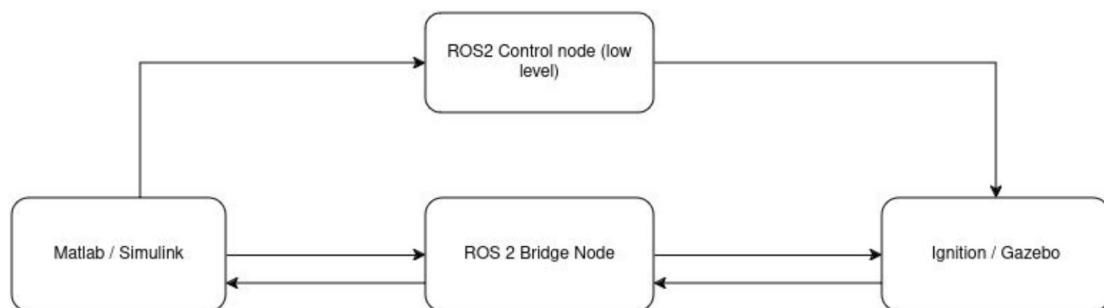 ROS2 Control node (low
level)
Matlab / Simulink
ROS 2 Bridge Node
Ignition / Gazebo